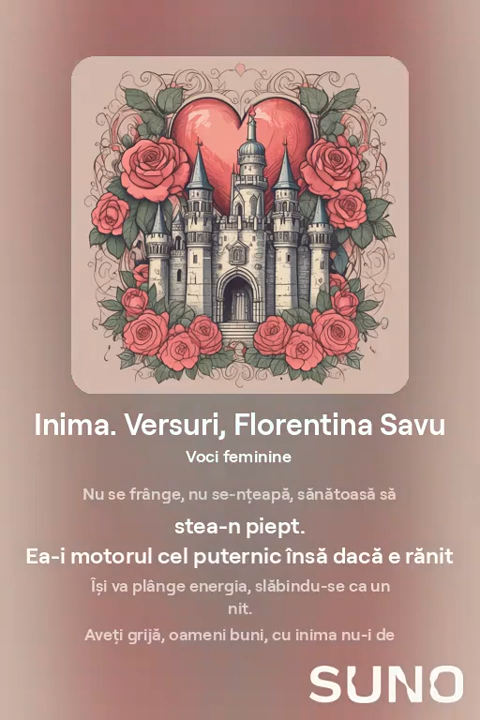 Inima. Versuri, Florentina Savu
Voci feminine
Nu se frânge, nu se-nțeapă, sănătoasă să
stea-n piept.
Ea-i motorul cel puternic însă dacă e rănit
Își va plânge energia, slăbindu-se ca un
nit.
Aveți grijă, oameni buni, cu inima nu-i de
SUNO